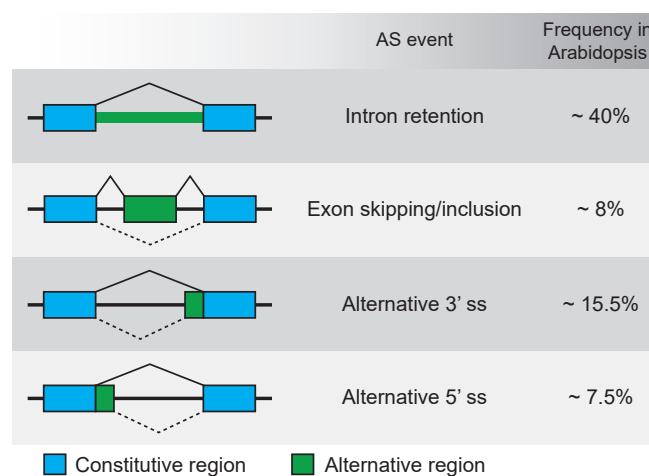 AS event
Frequency in
Arabidopsis
Intron retention
~ 40%
Exon skipping/inclusion
~ 8%
Alternative 3’ ss
~ 15.5%
Alternative 5’ ss
~ 7.5%
Constitutive region
Alternative region